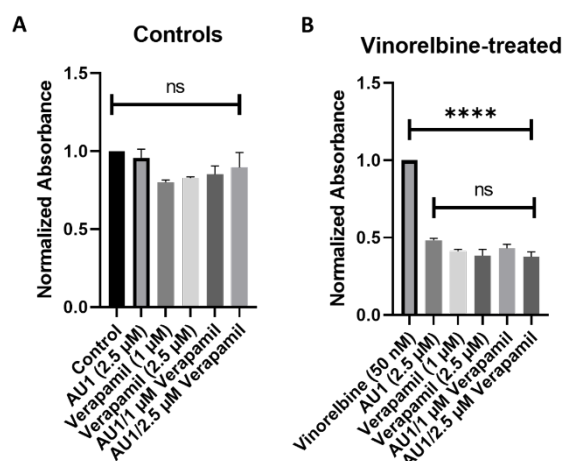 A
Controls
Normalized Absorbance
1.5
1.0
0.5
0.0
ns
Control
AU1 (2.5 µM)
Verapamil (1 µM)
Verapamil (2.5 µM)
AU1/1 µM Verapamil
AU1/2.5 µM Verapamil
B
Vinorelbine-treated
Normalized Absorbance
1.5
1.0
0.5
0.0
****
ns
Vinorelbine (50 nM)
AU1 (2.5 µM)
Verapamil (1 µM)
Verapamil (2.5 µM)
AU1/1 µM Verapamil
AU1/2.5 µM Verapamil